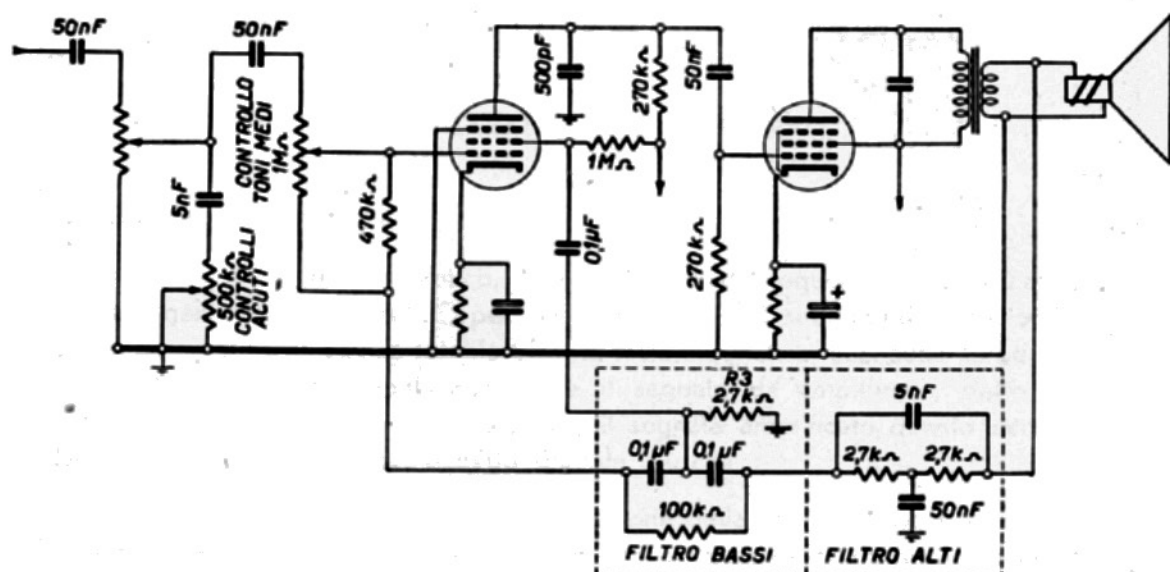 50nF
50nF
CONTROLLO
TONI MEDI
1MΩ
5nF
500kΩ
CONTROLLI
ACUTI
470kΩ
500pF
270kΩ
50nF
1MΩ
0,1µF
270kΩ
+
R3
2,7kΩ
0,1µF
0,1µF
100kΩ
FILTRO BASSI
5nF
2,7kΩ
2,7kΩ
50nF
FILTRO ALTI